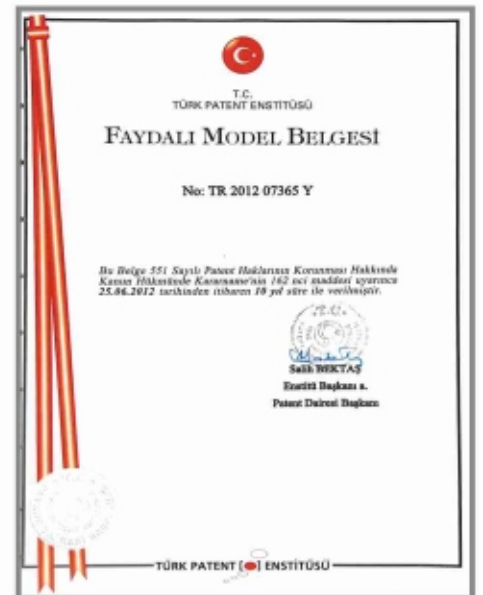 T.C.
TÜRK PATENT ENSTİTÜSÜ
FAYDALI MODEL BELGESİ
No: TR 2012 07365 Y
Bu Belge 551 Sayılı Patent Haklarının Korunması Hakkında
Kanun Hükmünde Kararname'nin 162 nci maddesi uyarınca
25.06.2012 tarihinden itibaren 10 yıl süre ile verilmiştir.
Salih BEKTAŞ
Enstitü Başkanı a.
Patent Dairesi Başkanı
TÜRK PATENT ENSTİTÜSÜ